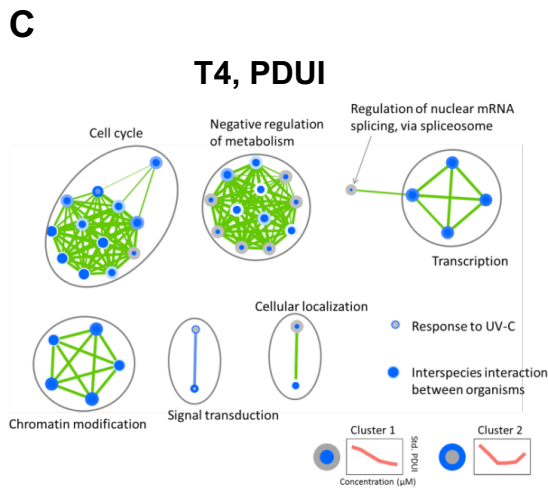 C
T4, PDUI
Regulation of nuclear mRNA
splicing, via spliceosome
Cell cycle
Negative regulation
of metabolism
Transcription
Cellular localization
Response to UV-C
Interspecies interaction
between organisms
Chromatin modification
Signal transduction
Cluster 1
Cluster 2
Std. PDUI
Concentration (µM)